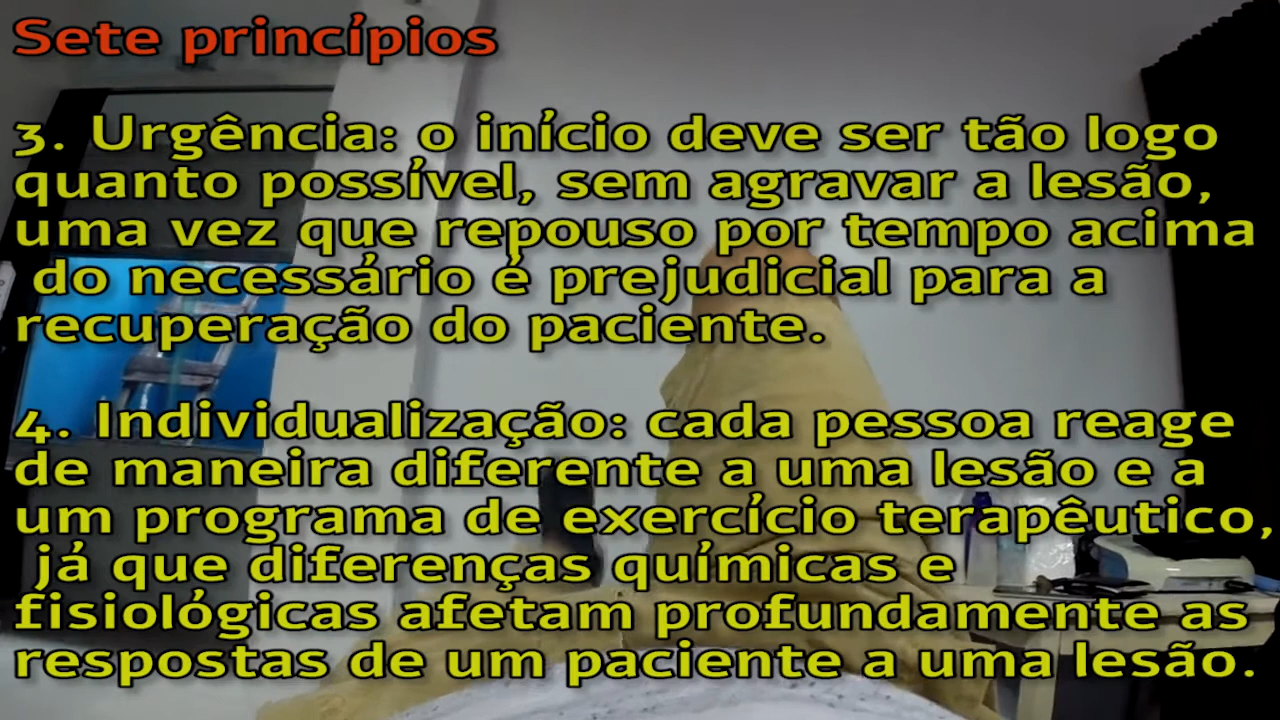 Sete princípios
3. Urgência: o início deve ser tão logo
quanto possível, sem agravar a lesão,
uma vez que repouso por tempo acima
do necessário é prejudicial para a
recuperação do paciente.
4. Individualização: cada pessoa reage
de maneira diferente a uma lesão e a
um programa de exercício terapêutico,
já que diferenças químicas e
fisiológicas afetam profundamente as
respostas de um paciente a uma lesão.